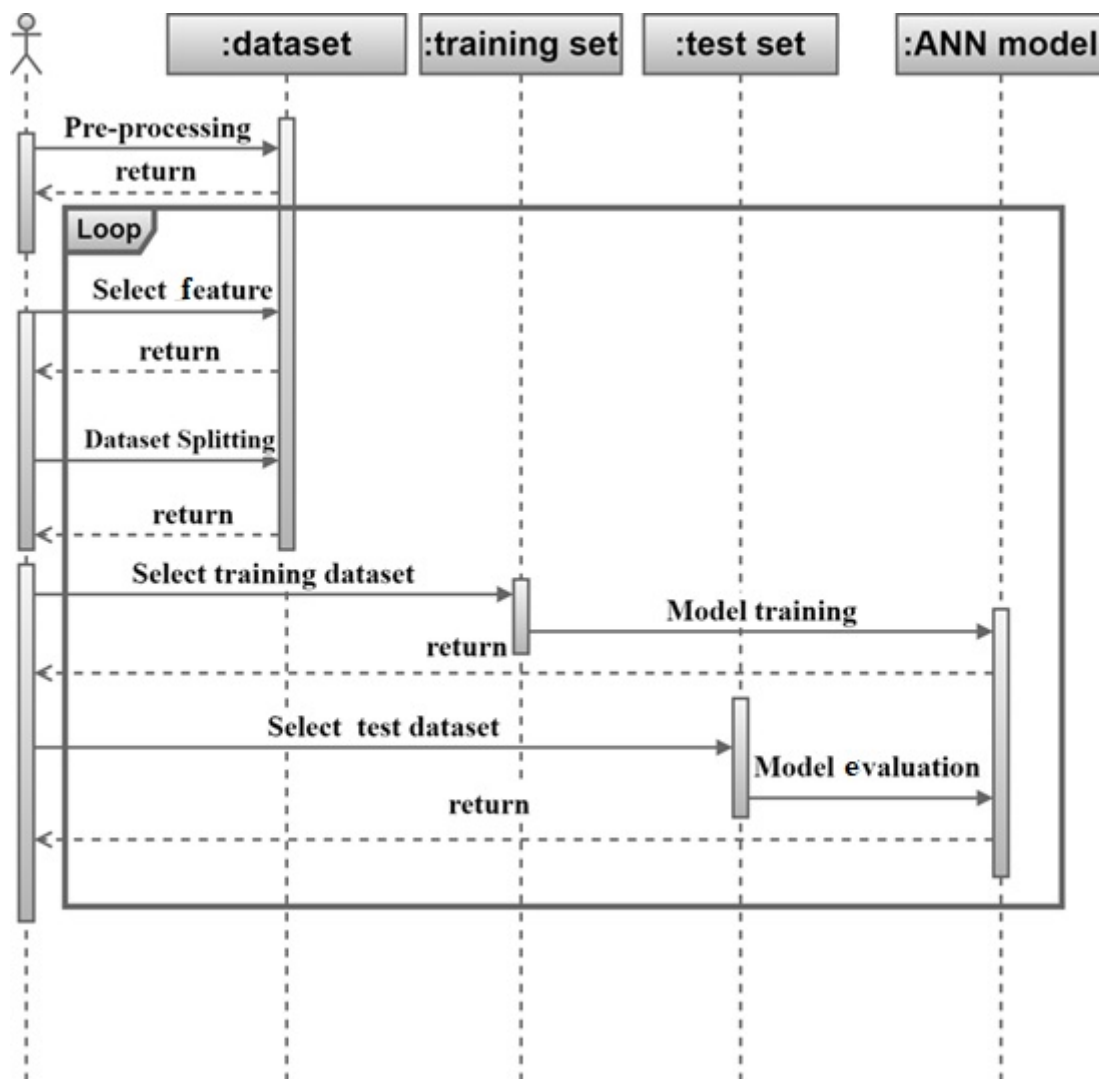 :dataset
:training set
:test set
:ANN model
Pre-processing
return
Loop
Select feature
return
Dataset Splitting
return
Select training dataset
Model training
return
Select test dataset
Model evaluation
return